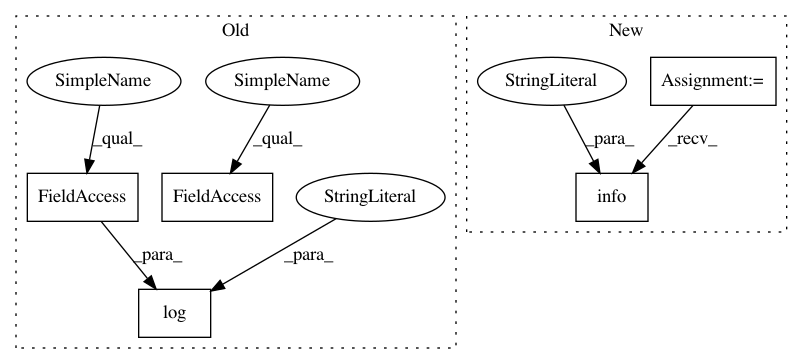 Old
New
SimpleName
SimpleName
StringLiteral
Assignment:=
_qual_
_qual_
_para_
_recv_
FieldAccess
FieldAccess
StringLiteral
info
_para_
_para_
log